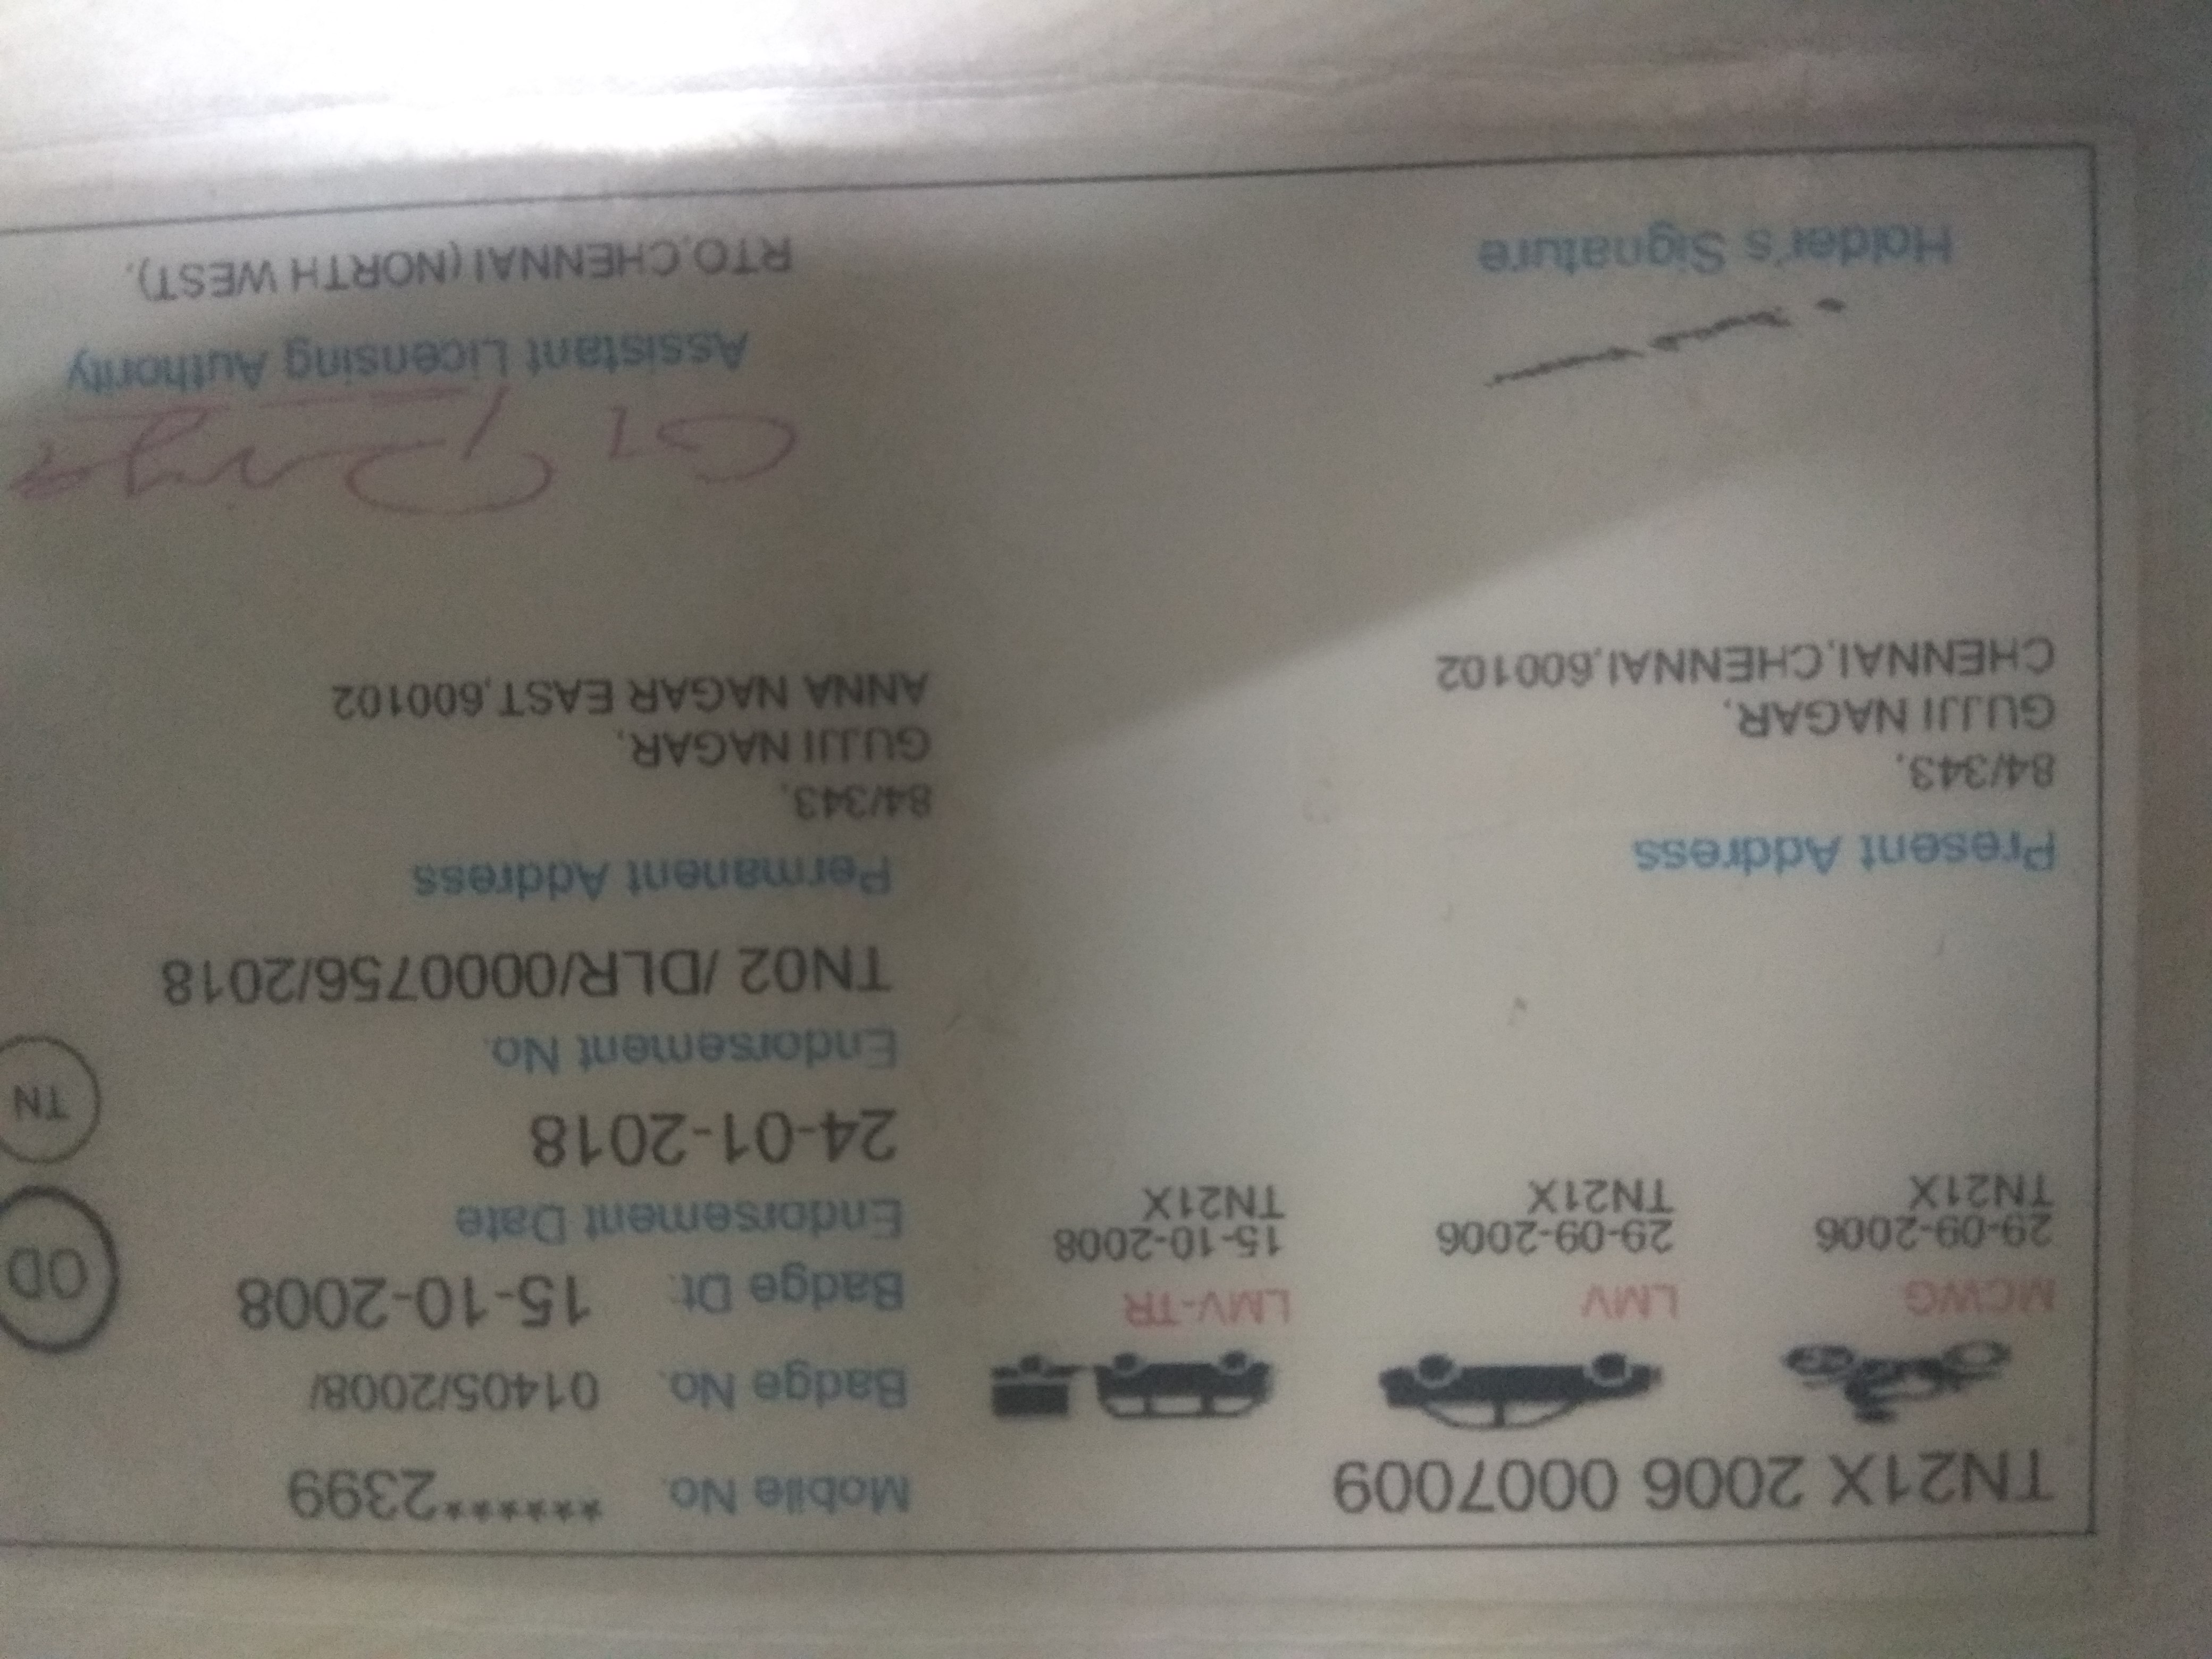 TN21X 2006 0007009
MCWG
29-09-2006
TN21X
LMV
29-09-2006
TN21X
LMV-TR
15-10-2008
TN21X
Present Address
84/343,
GUJJI NAGAR,
CHENNAI,CHENNAI,600102
Holder's Signature
Mobile No. ******2399
Badge No. 01405/2008/
Badge Dt. 15-10-2008
OD
Endorsement Date
24-01-2018
TN
Endorsement No.
TN02 /DLR/0000756/2018
Permanent Address
84/343,
GUJJI NAGAR,
ANNA NAGAR EAST,600102
Assistant Licensing Authority
RTO,CHENNAI (NORTH WEST).